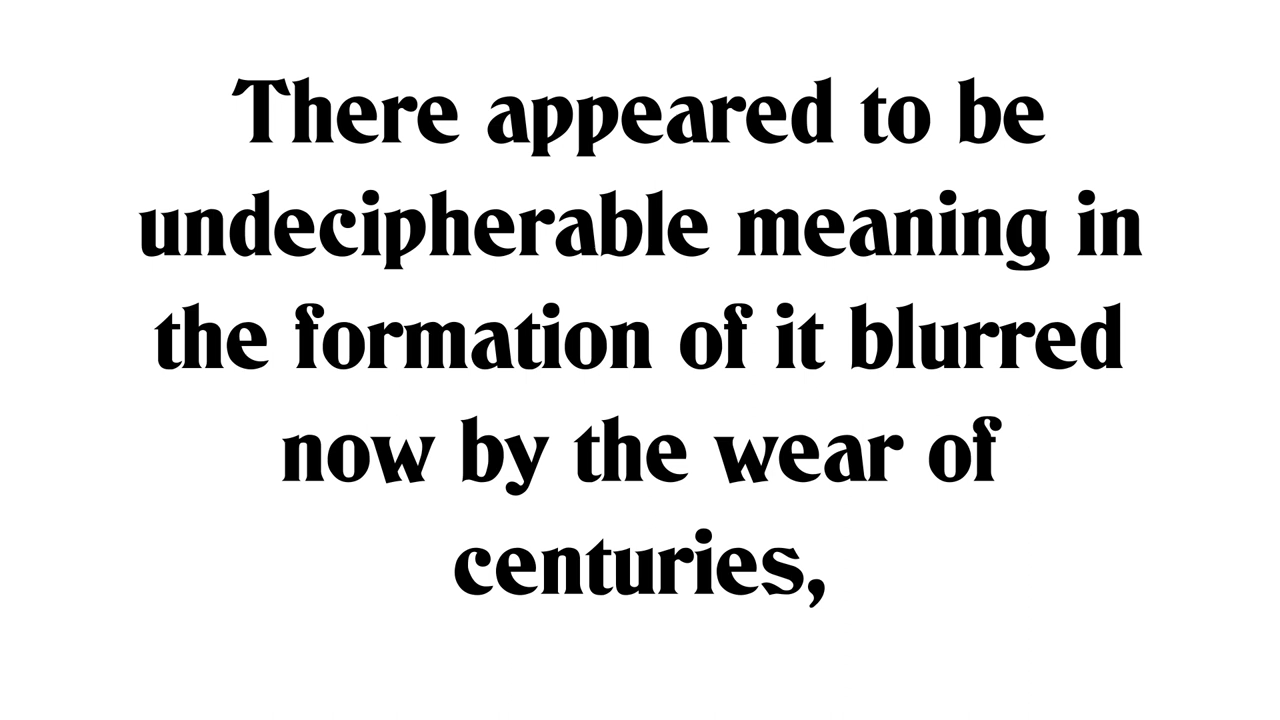 There appeared to be
undecipherable meaning in
the formation of it blurred
now by the wear of
centuries,